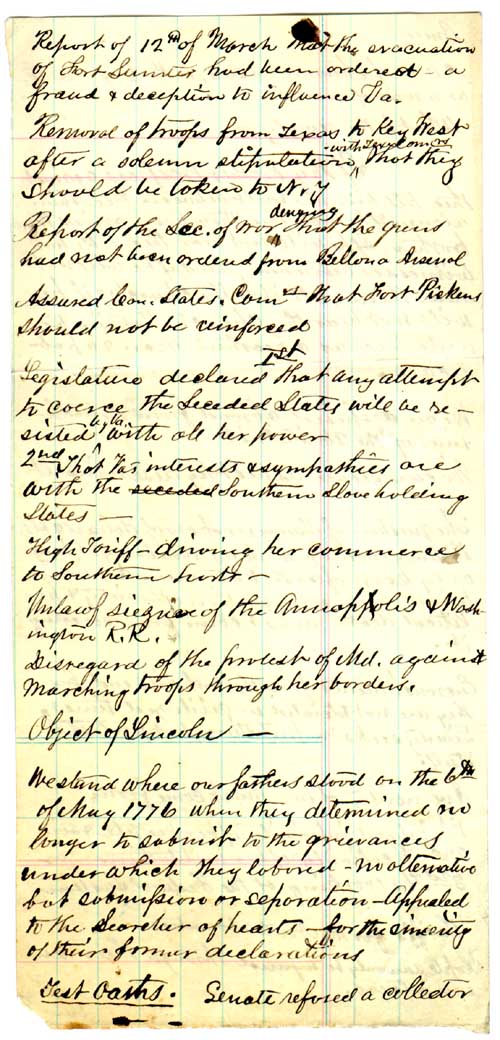 Report of 12th of March that the evacuation
of Fort Sumter had been ordered - a
fraud & deception to influence Va.
Removal of troops from Texas to Key West
after a solemn stipulation - with that they
should be taken to N.Y
Report of the Sec. of War denying that the guns
had not been ordered from Bellona Arsenal
Assured Con. States. Comrs that Fort Pickens
should not be reinforced
Legislature declared Ist that any attempt
to coerce the Seceded States will be re-
sisted by Va. with all her power
2nd That Va's interests & sympathies are
with the seceded Southern Slave holding
States -
High Tariff - driving her commerce
to Southern ports -
Unlawf siezure of the Annapolis & Wash-
ington R.R.
Disregard of the protest of Md. against
marching troops through her borders.
Object of Lincoln -
We stand where our fathers stood on the 6th
of May 1776 when they determined no
longer to submit to the grievances
under which they labored - no alternative
but submission or separation - Appealed
to the Searcher of hearts - for the sincerity
of their former declarations
Test Oaths. Senate refused a collector